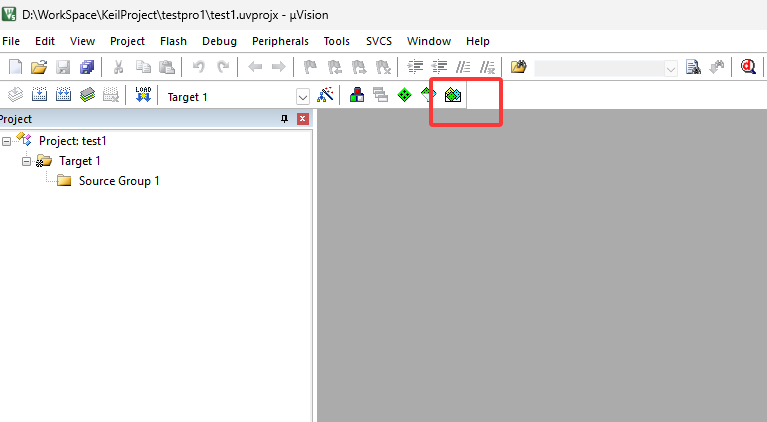 D:\WorkSpace\KeilProject\testpro1\test1.uvprojx - µVision
File Edit View Project Flash Debug Peripherals Tools SVCS Window Help
LOAD Target 1
Project
Project: test1
Target 1
Source Group 1